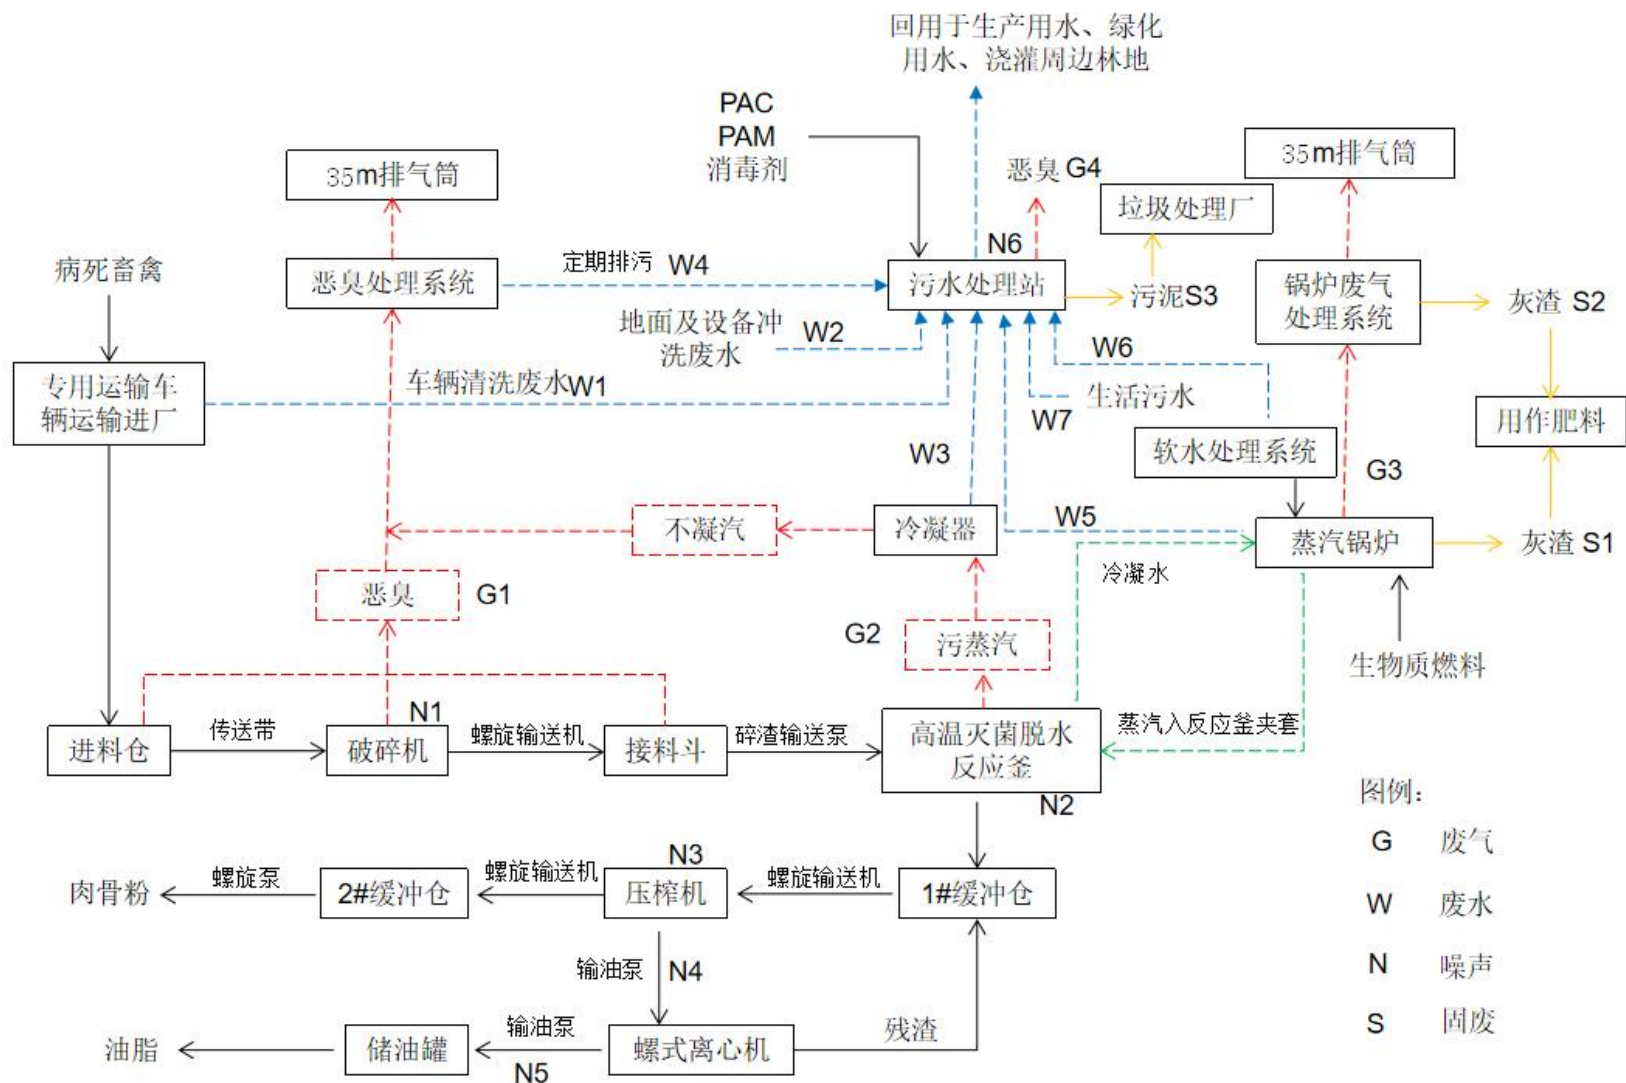 回用于生产用水、绿化
用水、浇灌周边林地
PAC
PAM
消毒剂
35m排气筒
恶臭 G4
垃圾处理厂
35m排气筒
病死畜禽
恶臭处理系统
定期排污 W4
N6
污水处理站
污泥S3
锅炉废气
处理系统
灰渣 S2
地面及设备冲
洗废水
W2
W6
专用运输车
辆运输进厂
车辆清洗废水W1
生活污水
W7
用作肥料
W3
软水处理系统
G3
不凝汽
冷凝器
W5
蒸汽锅炉
灰渣 S1
冷凝水
恶臭
G1
G2
污蒸汽
生物质燃料
进料仓
传送带
N1
破碎机
螺旋输送机
接料斗
碎渣输送泵
高温灭菌脱水
反应釜
蒸汽入反应釜夹套
N2
图例：
G 废气
W 废水
N 噪声
S 固废
肉骨粉
螺旋泵
2#缓冲仓
螺旋输送机
N3
压榨机
螺旋输送机
1#缓冲仓
输油泵
N4
油脂
储油罐
输油泵
N5
螺式离心机
残渣